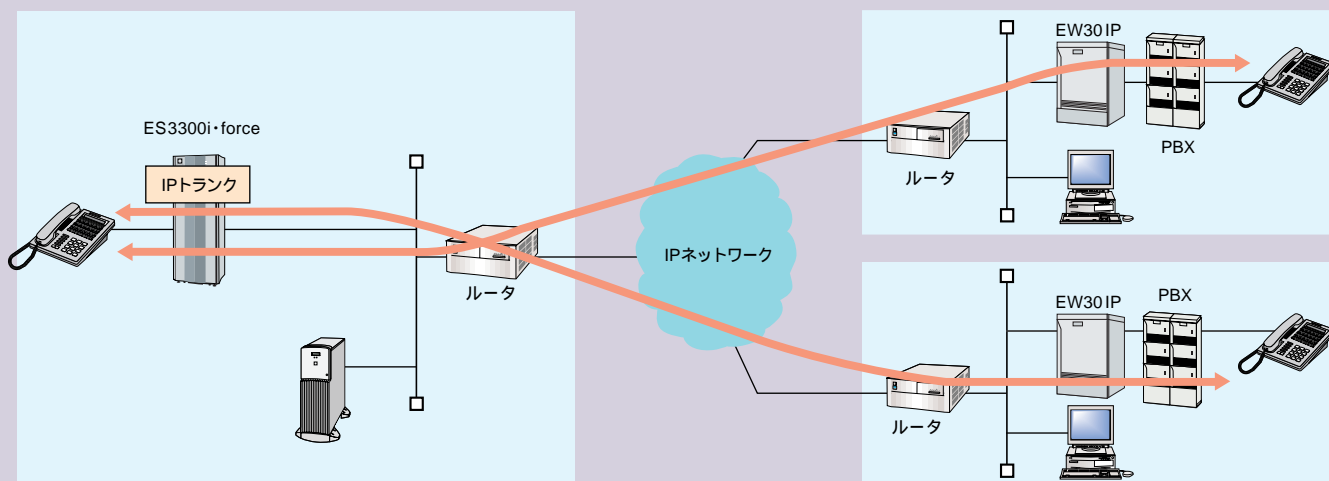 ES3300i・force
IPトランク
ルータ
IPネットワーク
EW30IP
PBX
ルータ
EW30IP
PBX
ルータ